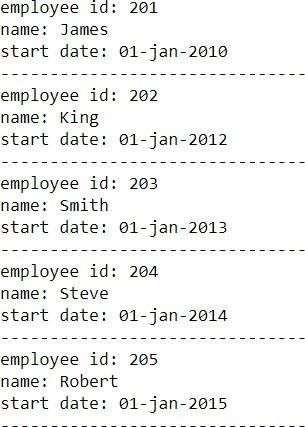 employee id: 201
name: James
start date: 01-jan-2010
-------------------------------
employee id: 202
name: King
start date: 01-jan-2012
-------------------------------
employee id: 203
name: Smith
start date: 01-jan-2013
-------------------------------
employee id: 204
name: Steve
start date: 01-jan-2014
-------------------------------
employee id: 205
name: Robert
start date: 01-jan-2015
-------------------------------